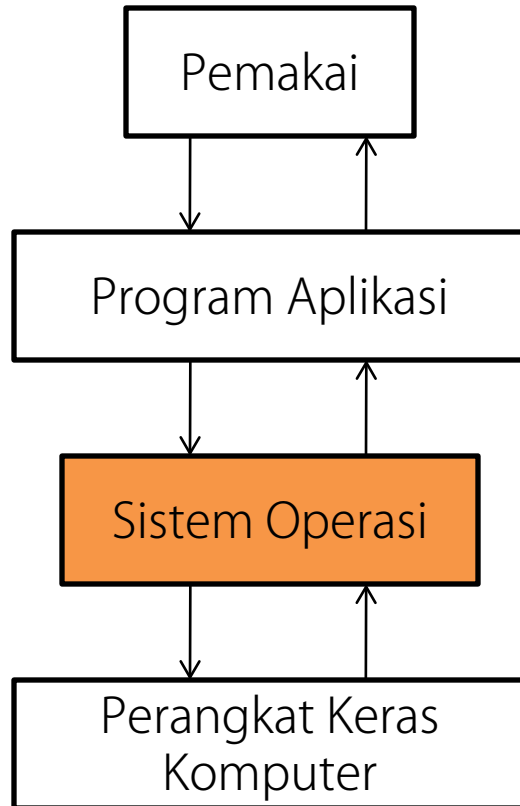 Pemakai
Program Aplikasi
Sistem Operasi
Perangkat Keras
Komputer